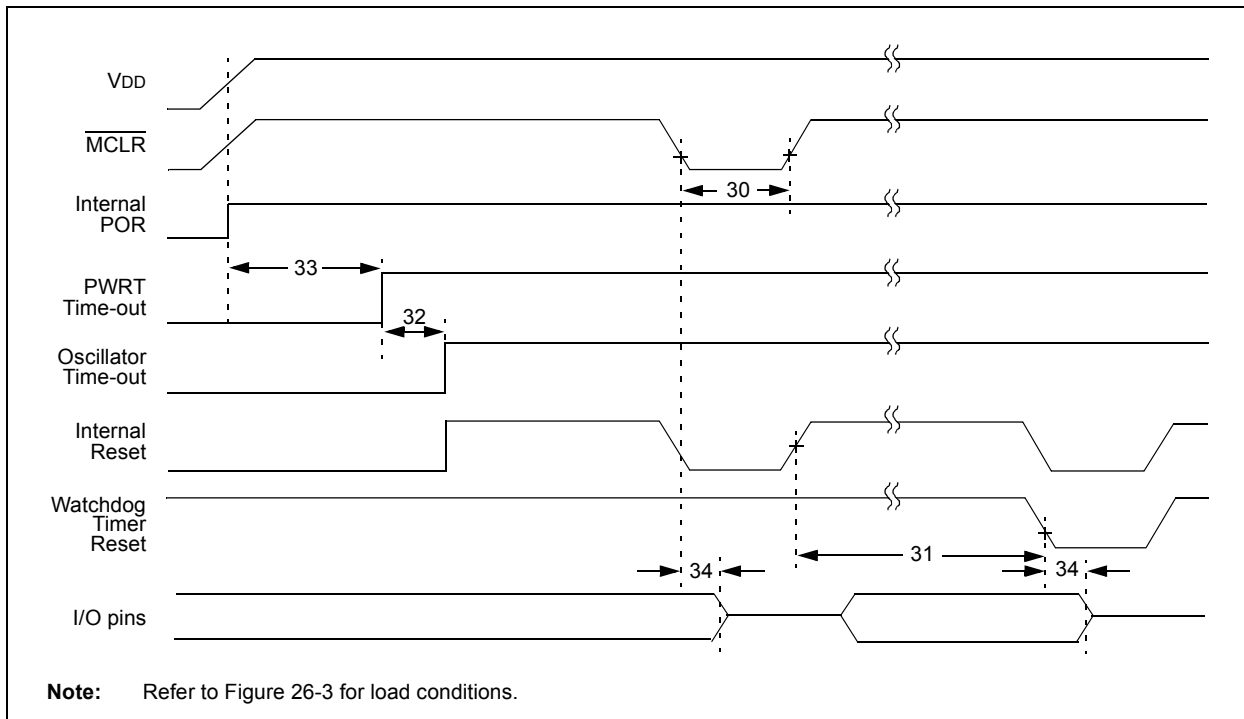 VDD
MCLR
30
Internal
POR
33
PWRT
Time-out
32
Oscillator
Time-out
Internal
Reset
Watchdog
Timer
Reset
31
34
34
I/O pins
Note: Refer to Figure 26-3 for load conditions.